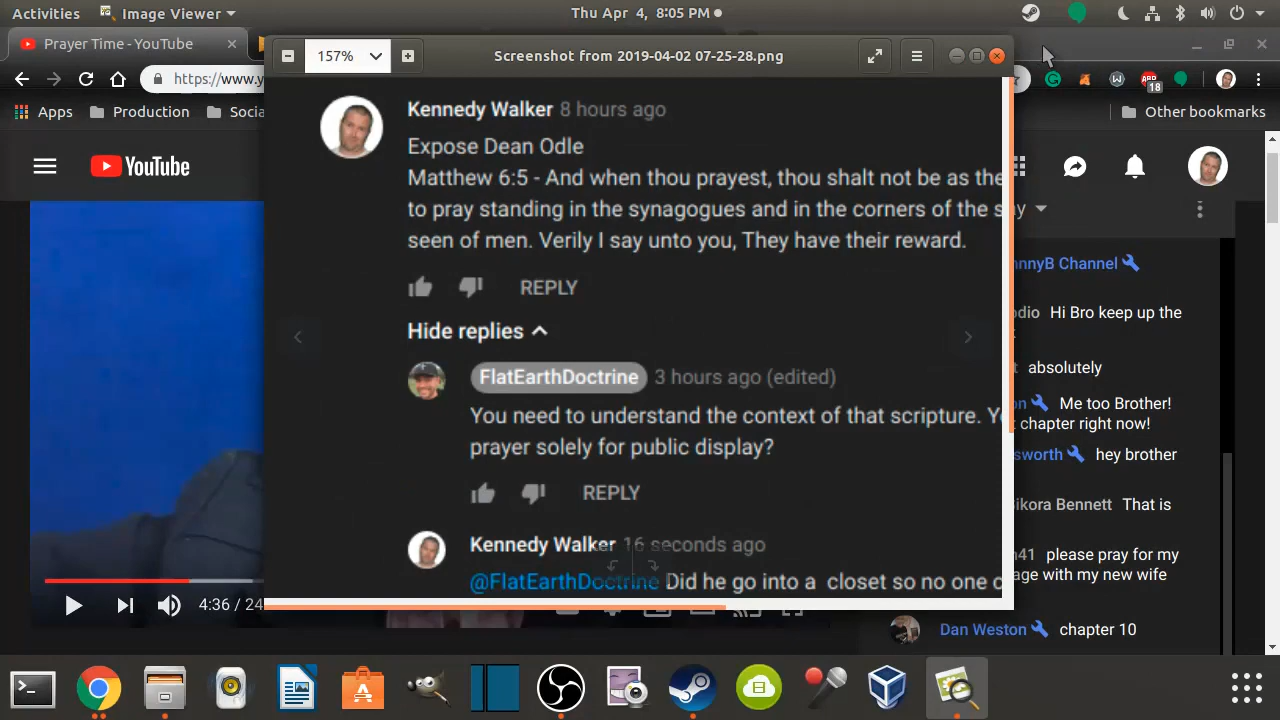 Activities
Image Viewer
Thu Apr 4, 8:05 PM
Prayer Time - YouTube
157%
Screenshot from 2019-04-02 07-25-28.png
https://www.y
18
Apps
Production
Socia
Other bookmarks
YouTube
Kennedy Walker 8 hours ago
Expose Dean Odle
Matthew 6:5 - And when thou prayest, thou shalt not be as the
to pray standing in the synagogues and in the corners of the s
seen of men. Verily I say unto you, They have their reward.
REPLY
Hide replies
FlatEarthDoctrine 3 hours ago (edited)
You need to understand the context of that scripture. Y
prayer solely for public display?
REPLY
Kennedy Walker 16 seconds ago
@FlatEarthDoctrine Did he go into a closet so no one
4:36 / 24
ay
nnyB Channel
dio Hi Bro keep up the
absolutely
on Me too Brother!
chapter right now!
sworth hey brother
ikora Bennett That is
n41 please pray for my
age with my new wife
Dan Weston chapter 10